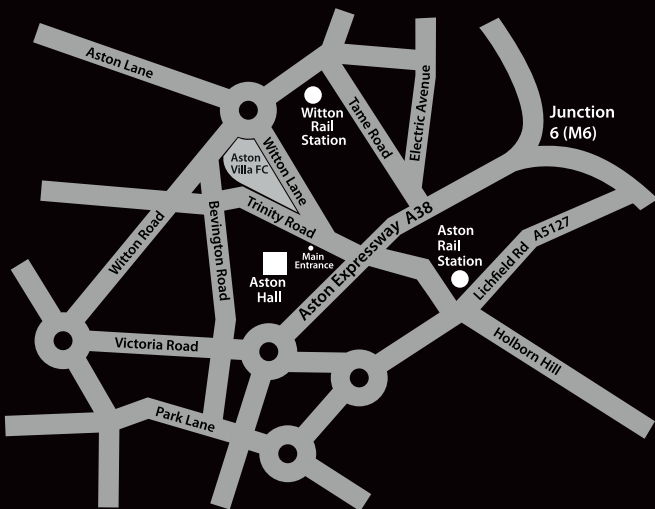 Aston Lane
Witton
Rail
Station
Tame Road
Electric Avenue
Junction
6 (M6)
Aston
Villa FC
Witton Lane
Trinity Road
Witton Road
Bevington Road
Main
Entrance
Aston
Hall
Aston Expressway A38
Aston
Rail
Station
Lichfield Rd A5127
Holborn Hill
Victoria Road
Park Lane